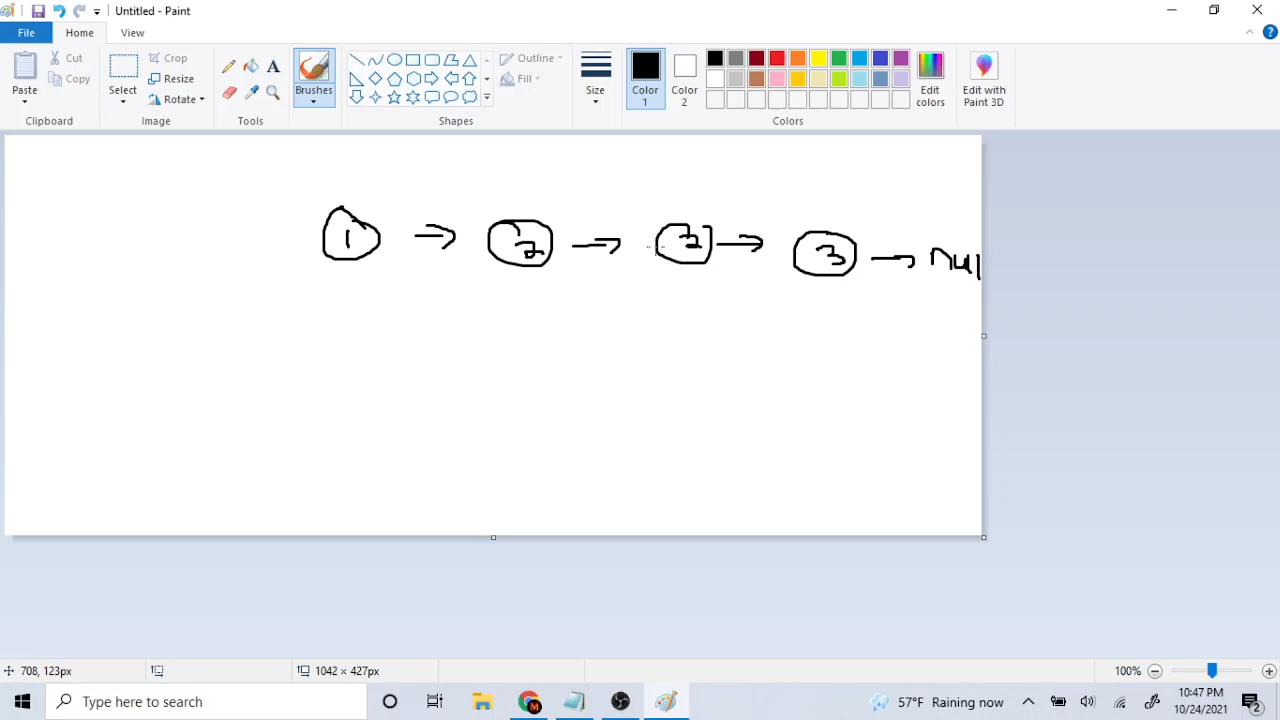 Untitled - Paint
File Home View
Paste
Cut
Copy
Clipboard
Select
Crop
Resize
Rotate
Image
A
Tools
Brushes
Shapes
Outline
Fill
Size
Color 1
Color 2
Colors
Edit colors
Edit with Paint 3D
1 → 2 → 2 → 3 → null
708, 123px
1042 × 427px
100%
Type here to search
M
57°F Raining now
10:47 PM
10/24/2021
2